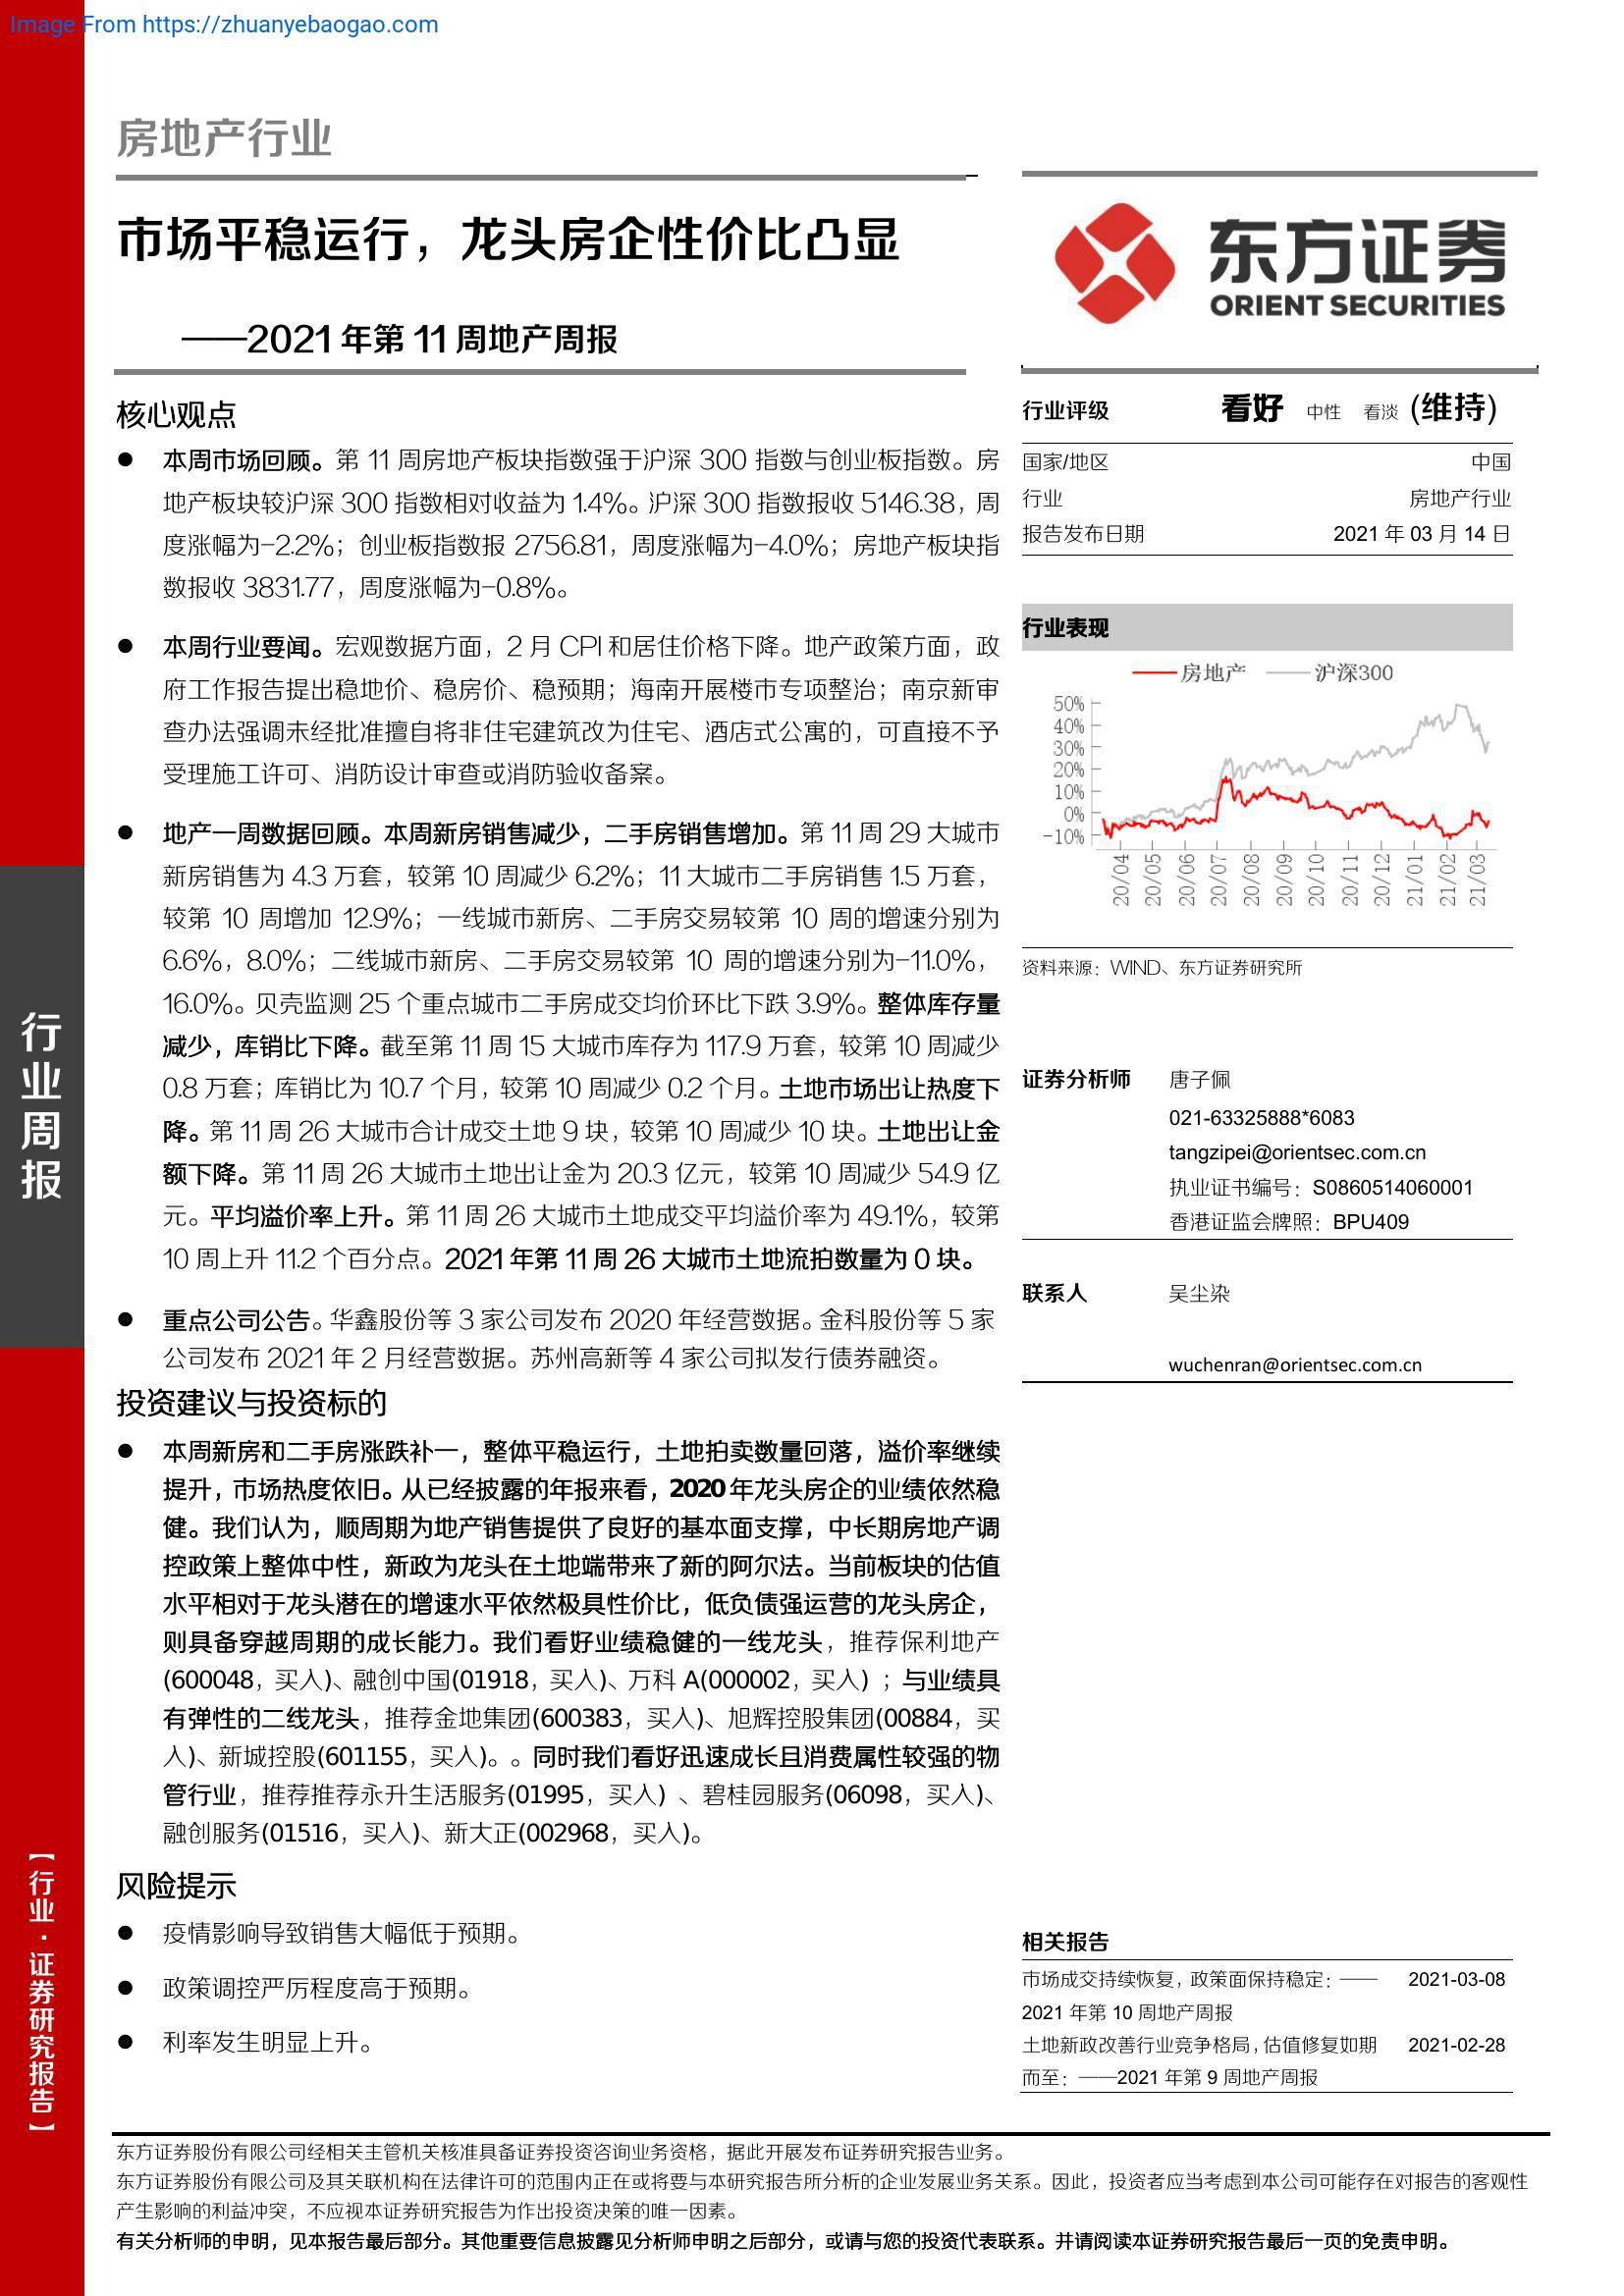 Image From https://zhuanyebaogao.com
房地产行业
市场平稳运行，龙头房企性价比凸显
——2021 年第 11 周地产周报
核心观点
● 本周市场回顾。第 11 周房地产板块指数强于沪深 300 指数与创业板指数。房
地产板块较沪深 300 指数相对收益为 1.4%。沪深 300 指数报收 5146.38，周
度涨幅为-2.2%；创业板指数报 2756.81，周度涨幅为-4.0%；房地产板块指
数报收 3831.77，周度涨幅为-0.8%。
● 本周行业要闻。宏观数据方面，2 月 CPI 和居住价格下降。地产政策方面，政
府工作报告提出稳地价、稳房价、稳预期；海南开展楼市专项整治；南京新审
查办法强调未经批准擅自将非住宅建筑改为住宅、酒店式公寓的，可直接不予
受理施工许可、消防设计审查或消防验收备案。
● 地产一周数据回顾。本周新房销售减少，二手房销售增加。第 11 周 29 大城市
新房销售为 4.3 万套，较第 10 周减少 6.2%；11 大城市二手房销售 1.5 万套，
较第 10 周增加 12.9%；一线城市新房、二手房交易较第 10 周的增速分别为
6.6%，8.0%；二线城市新房、二手房交易较第 10 周的增速分别为-11.0%，
16.0%。贝壳监测 25 个重点城市二手房成交均价环比下跌 3.9%。整体库存量
减少，库销比下降。截至第 11 周 15 大城市库存为 117.9 万套，较第 10 周减少
0.8 万套；库销比为 10.7 个月，较第 10 周减少 0.2 个月。土地市场出让热度下
降。第 11 周 26 大城市合计成交土地 9 块，较第 10 周减少 10 块。土地出让金
额下降。第 11 周 26 大城市土地出让金为 20.3 亿元，较第 10 周减少 54.9 亿
元。平均溢价率上升。第 11 周 26 大城市土地成交平均溢价率为 49.1%，较第
10 周上升 11.2 个百分点。2021 年第 11 周 26 大城市土地流拍数量为 0 块。
● 重点公司公告。华鑫股份等 3 家公司发布 2020 年经营数据。金科股份等 5 家
公司发布 2021 年 2 月经营数据。苏州高新等 4 家公司拟发行债券融资。
投资建议与投资标的
● 本周新房和二手房涨跌补一，整体平稳运行，土地拍卖数量回落，溢价率继续
提升，市场热度依旧。从已经披露的年报来看，2020 年龙头房企的业绩依然稳
健。我们认为，顺周期为地产销售提供了良好的基本面支撑，中长期房地产调
控政策上整体中性，新政为龙头在土地端带来了新的阿尔法。当前板块的估值
水平相对于龙头潜在的增速水平依然极具性价比，低负债强运营的龙头房企，
则具备穿越周期的成长能力。我们看好业绩稳健的一线龙头，推荐保利地产
(600048，买入)、融创中国(01918，买入)、万科 A(000002，买入) ；与业绩具
有弹性的二线龙头，推荐金地集团(600383，买入)、旭辉控股集团(00884，买
入)、新城控股(601155，买入)。。同时我们看好迅速成长且消费属性较强的物
管行业，推荐推荐永升生活服务(01995，买入) 、碧桂园服务(06098，买入)、
融创服务(01516，买入)、新大正(002968，买入)。
风险提示
● 疫情影响导致销售大幅低于预期。
● 政策调控严厉程度高于预期。
● 利率发生明显上升。
东方证券
ORIENT SECURITIES
行业评级 看好 中性 看淡 (维持)
国家/地区 中国
行业 房地产行业
报告发布日期 2021 年 03 月 14 日
行业表现
房地产 沪深300
50%
40%
30%
20%
10%
0%
-10%
20/04 20/05 20/06 20/07 20/08 20/09 20/10 20/11 20/12 21/01 21/02 21/03
资料来源：WIND、东方证券研究所
证券分析师 唐子佩
021-63325888*6083
tangzipei@orientsec.com.cn
执业证书编号：S0860514060001
香港证监会牌照：BPU409
联系人 吴尘染
wuchenran@orientsec.com.cn
相关报告
市场成交持续恢复，政策面保持稳定：—— 2021-03-08
2021 年第 10 周地产周报
土地新政改善行业竞争格局，估值修复如期 2021-02-28
而至：——2021 年第 9 周地产周报
行业周报
【行业·证券研究报告】
东方证券股份有限公司经相关主管机关核准具备证券投资咨询业务资格，据此开展发布证券研究报告业务。
东方证券股份有限公司及其关联机构在法律许可的范围内正在或将要与本研究报告所分析的企业发展业务关系。因此，投资者应当考虑到本公司可能存在对报告的客观性
产生影响的利益冲突，不应视本证券研究报告为作出投资决策的唯一因素。
有关分析师的申明，见本报告最后部分。其他重要信息披露见分析师申明之后部分，或请与您的投资代表联系。并请阅读本证券研究报告最后一页的免责申明。